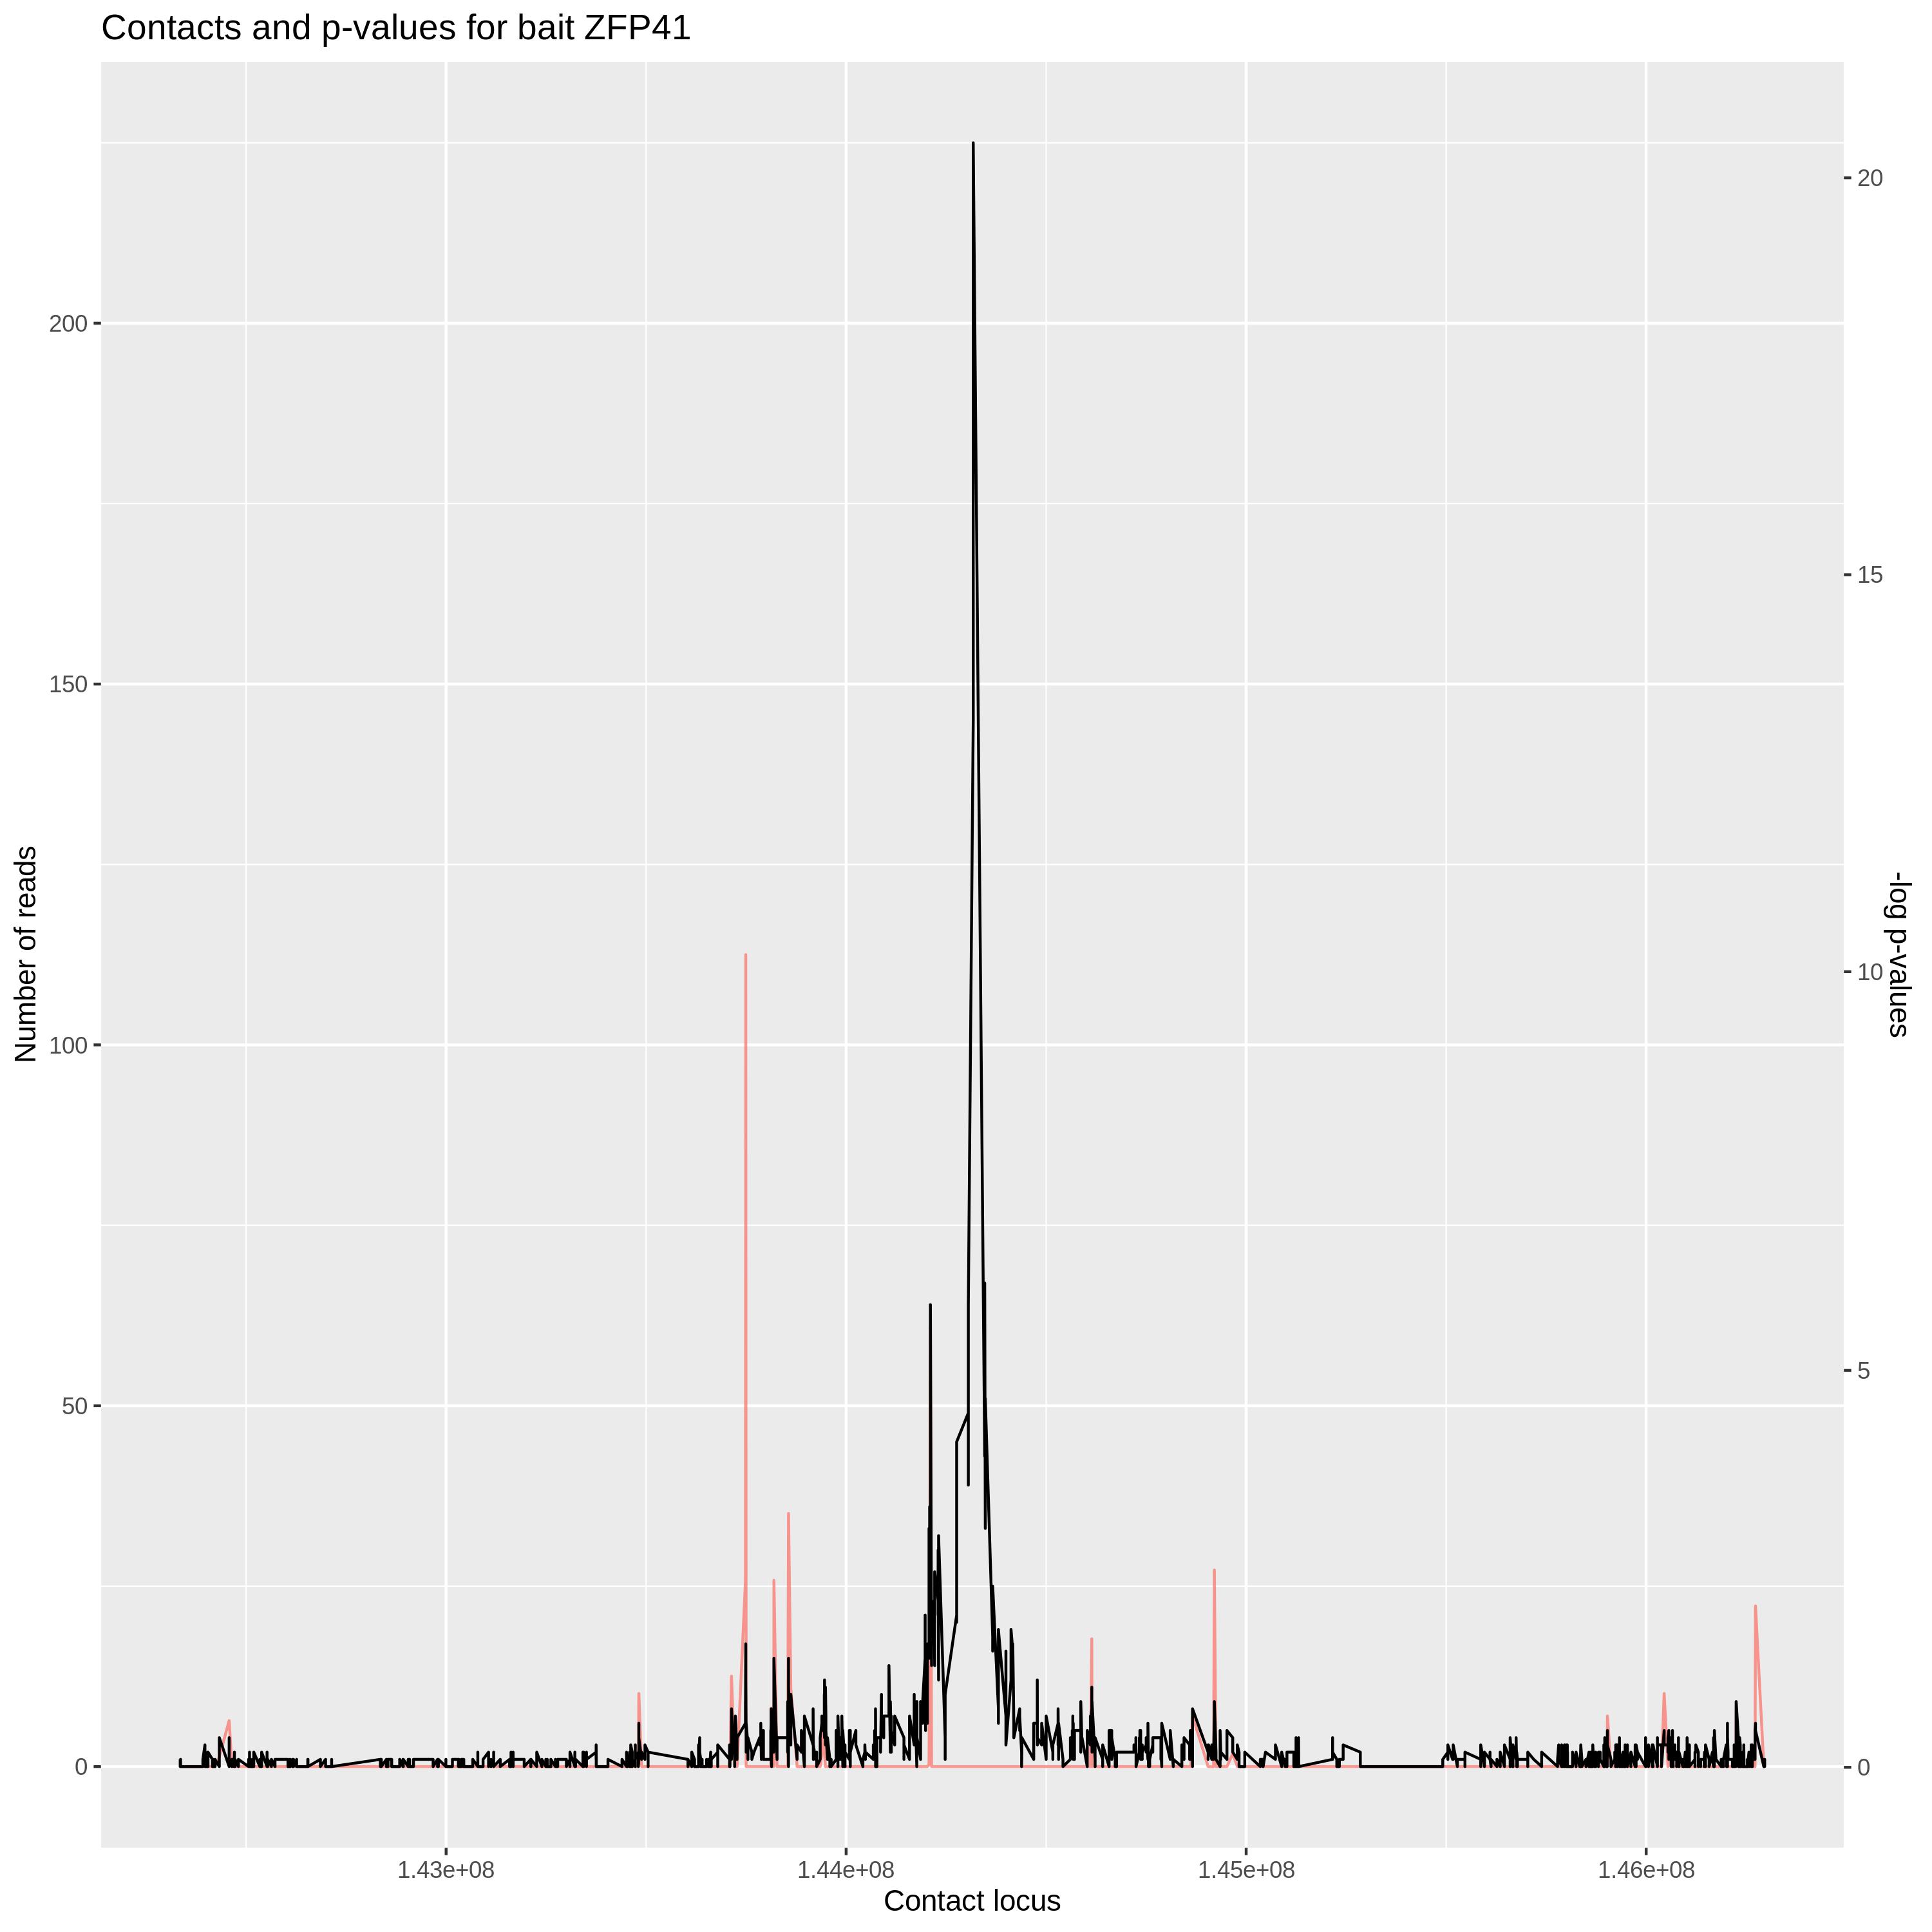 Contacts and p-values for bait ZFP41
Number of reads
200
150
100
50
0
20
15
10
5
0
-log p-values
1.43e+08
1.44e+08
1.45e+08
1.46e+08
Contact locus